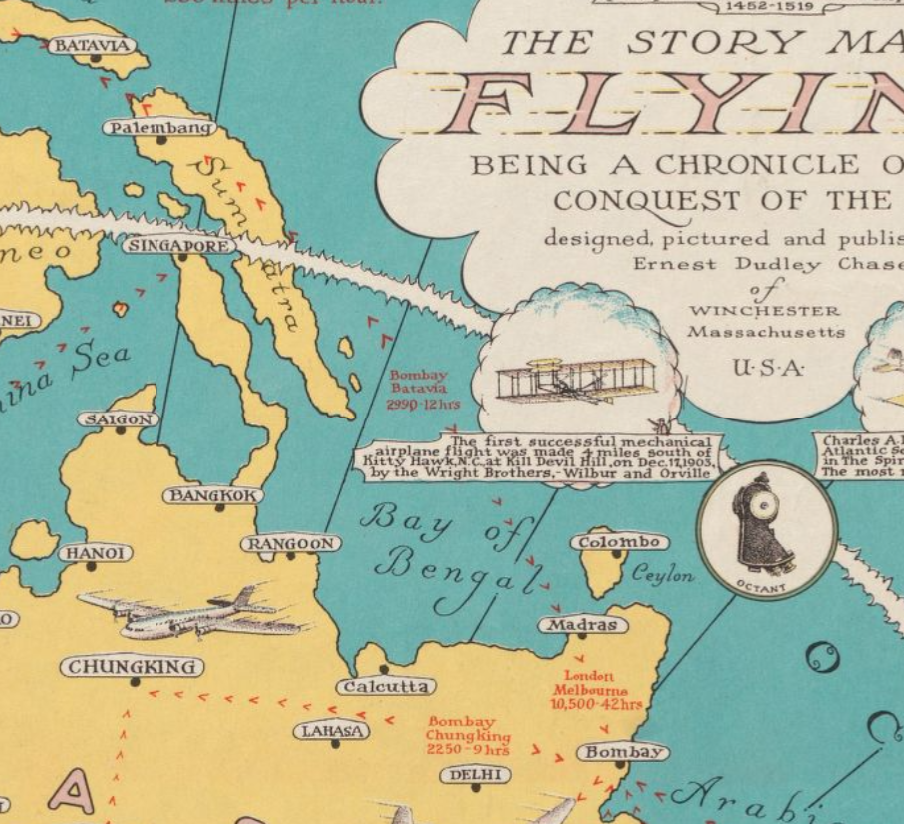 1452-1519
BATAVIA
THE STORY MA
FLYIN
Palembang
BEING A CHRONICLE O
CONQUEST OF THE
Sumatra
designed, pictured and publis
Ernest Dudley Chase
of
WINCHESTER
Massachusetts
U·S·A·
SINGAPORE
neo
NEI
ina Sea
Bombay
Batavia
2990-12hrs
SAIGON
The first successful mechanical
airplane flight was made 4 miles south of
Kitty Hawk, N.C. at Kill Devil Hill, on Dec. 17, 1903,
by the Wright Brothers,- Wilbur and Orville
Charles A.
Atlantic So
in The Spir
The most
BANGKOK
Bay of
Bengal
HANOI
RANGOON
Colombo
Ceylon
OCTANT
Madras
CHUNGKING
Calcutta
London
Melbourne
10,500-42hrs
LAHASA
Bombay
Chungking
2250-9hrs
Bombay
DELHI
A
Arabi